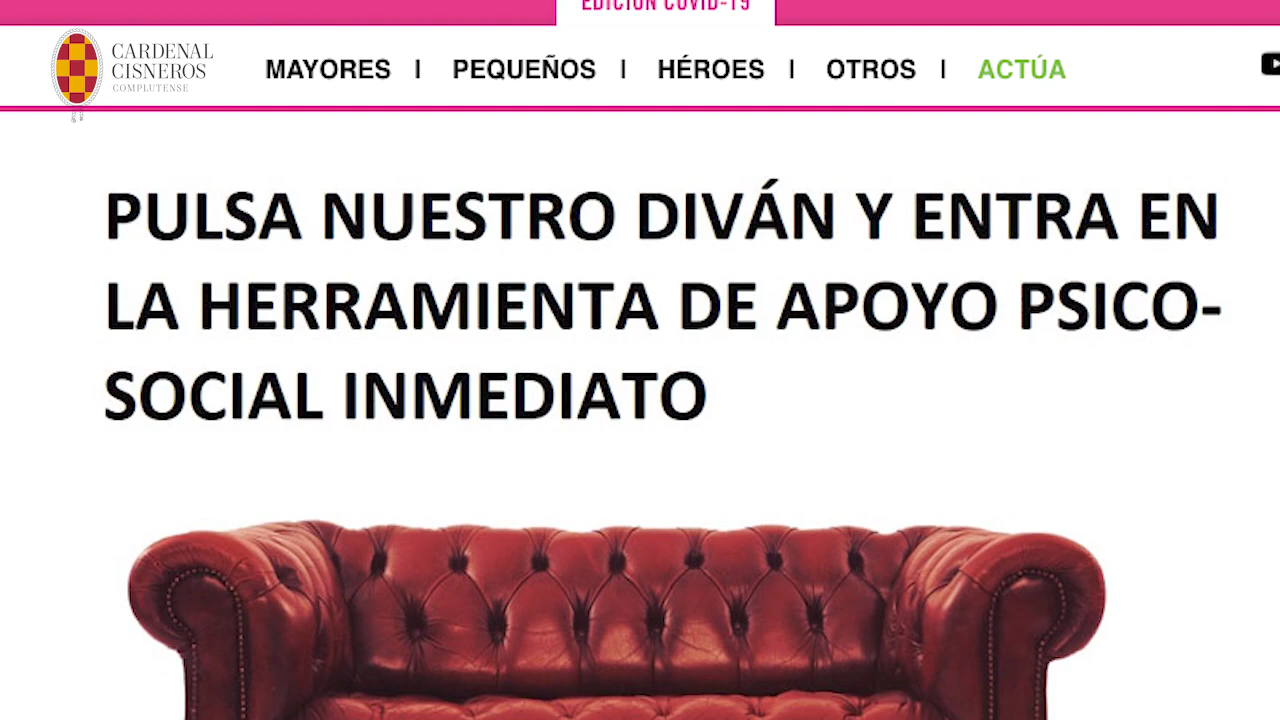 EDICIÓN COVID-19
CARDENAL
CISNEROS
COMPLUTENSE
MAYORES I PEQUEÑOS I HÉROES I OTROS I ACTÚA
PULSA NUESTRO DIVÁN Y ENTRA EN
LA HERRAMIENTA DE APOYO PSICO-
SOCIAL INMEDIATO